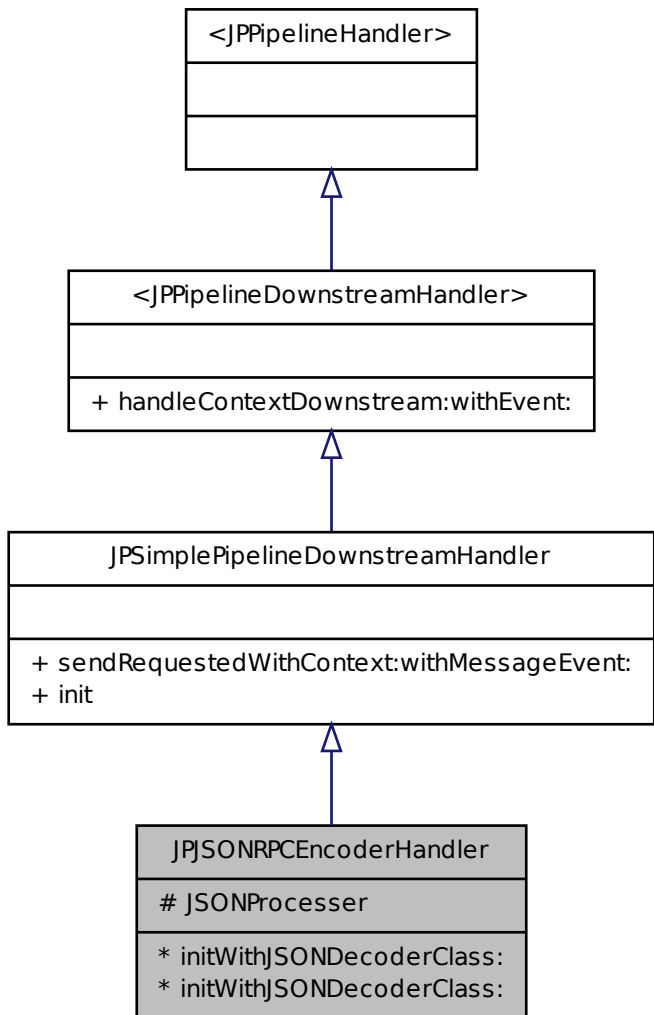 <JPPipelineHandler>
<JPPipelineDownstreamHandler>
+ handleContextDownstream:withEvent:
JPSimplePipelineDownstreamHandler
+ sendRequestedWithContext:withMessageEvent:
+ init
JPJSONRPCEncoderHandler
# JSONProcesser
* initWithJSONDecoderClass:
* initWithJSONDecoderClass: